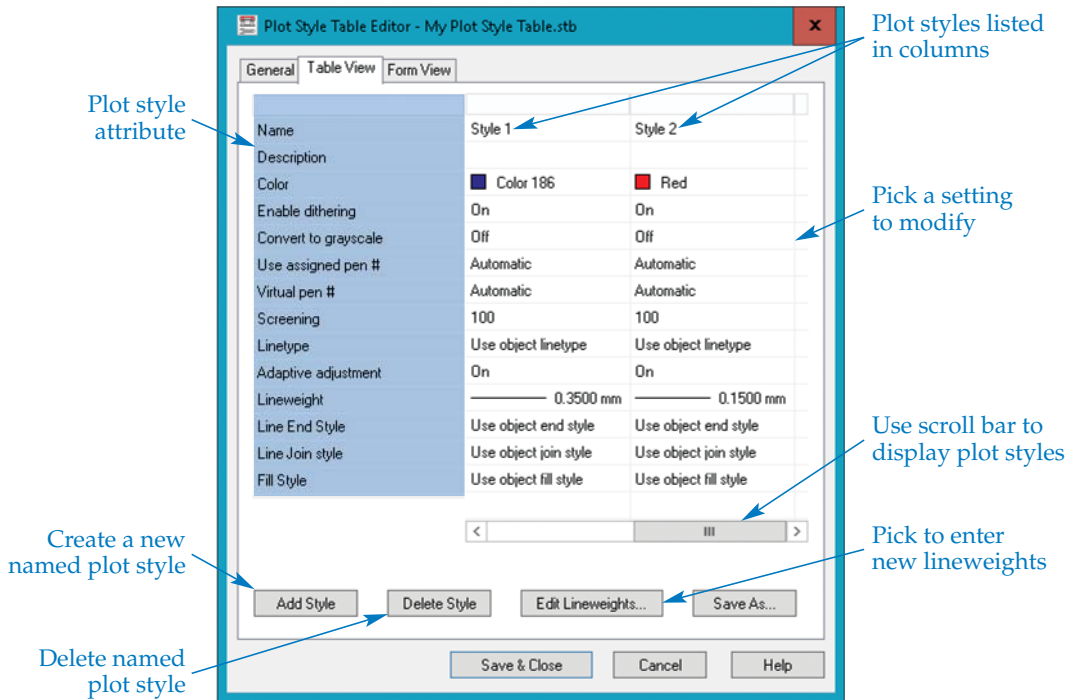 Plot Style Table Editor - My Plot Style Table.stb
x
Plot styles listed
in columns
General
Table View
Form View
Plot style
attribute
Name Style 1 Style 2
Description
Color Color 186 Red
Enable dithering On On
Convert to grayscale Off Off
Pick a setting
to modify
Use assigned pen # Automatic Automatic
Virtual pen # Automatic Automatic
Screening 100 100
Linetype Use object linetype Use object linetype
Adaptive adjustment On On
Lineweight 0.3500 mm 0.1500 mm
Line End Style Use object end style Use object end style
Line Join style Use object join style Use object join style
Fill Style Use object fill style Use object fill style
Use scroll bar to
display plot styles
Create a new
named plot style
Pick to enter
new lineweights
Add Style Delete Style Edit Lineweights... Save As...
Delete named
plot style
Save & Close Cancel Help